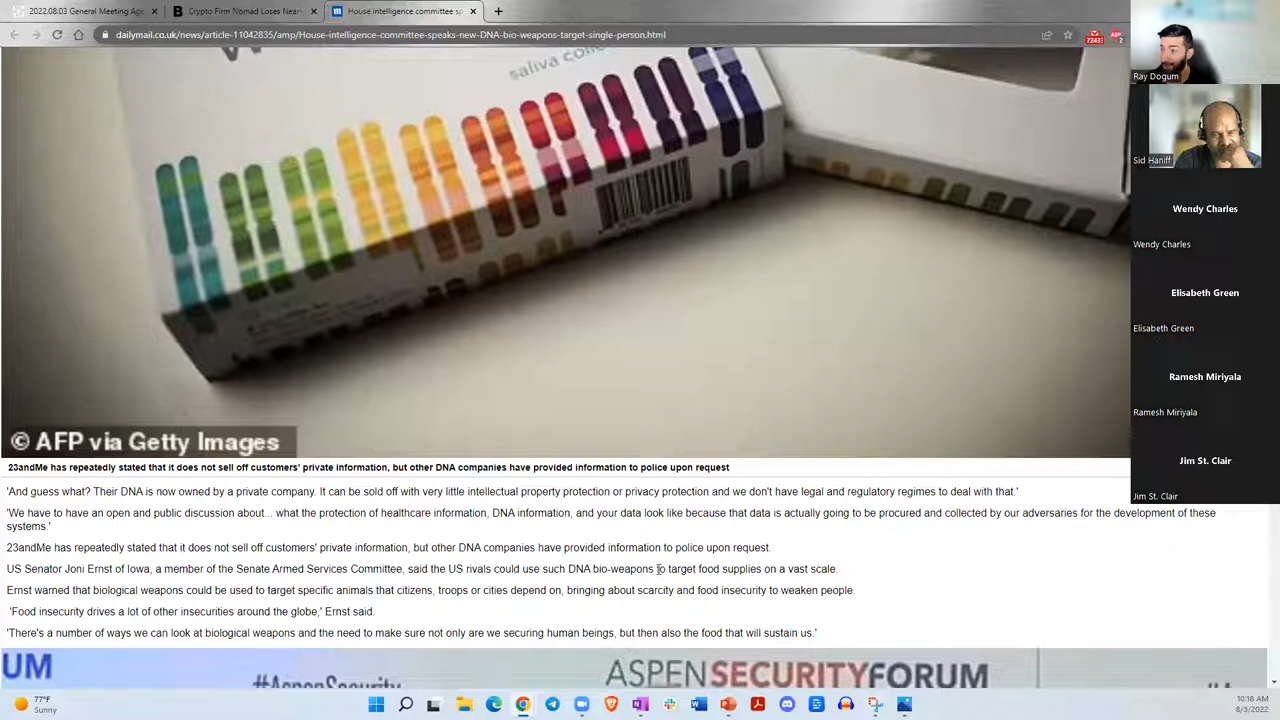 2022.08.03 General Meeting Age
Crypto Firm Nomad Loses Near
House intelligence committee sp
dailymail.co.uk/news/article-11042835/amp/House-intelligence-committee-speaks-new-DNA-bio-weapons-target-single-person.html
saliva colle
© AFP via Getty Images
23andMe has repeatedly stated that it does not sell off customers' private information, but other DNA companies have provided information to police upon request
'And guess what? Their DNA is now owned by a private company. It can be sold off with very little intellectual property protection or privacy protection and we don't have legal and regulatory regimes to deal with that.'
'We have to have an open and public discussion about... what the protection of healthcare information, DNA information, and your data look like because that data is actually going to be procured and collected by our adversaries for the development of these
systems.'
23andMe has repeatedly stated that it does not sell off customers' private information, but other DNA companies have provided information to police upon request.
US Senator Joni Ernst of Iowa, a member of the Senate Armed Services Committee, said the US rivals could use such DNA bio-weapons to target food supplies on a vast scale.
Ernst warned that biological weapons could be used to target specific animals that citizens, troops or cities depend on, bringing about scarcity and food insecurity to weaken people.
'Food insecurity drives a lot of other insecurities around the globe,' Ernst said.
'There's a number of ways we can look at biological weapons and the need to make sure not only are we securing human beings, but then also the food that will sustain us.'
UM
#AspenSecurity
ASPENSECURITYFORUM
Ray Dogum
Sid Haniff
Wendy Charles
Wendy Charles
Elisabeth Green
Elisabeth Green
Ramesh Miriyala
Ramesh Miriyala
Jim St. Clair
Jim St. Clair
77°F
Sunny
10:18 AM
8/3/2022